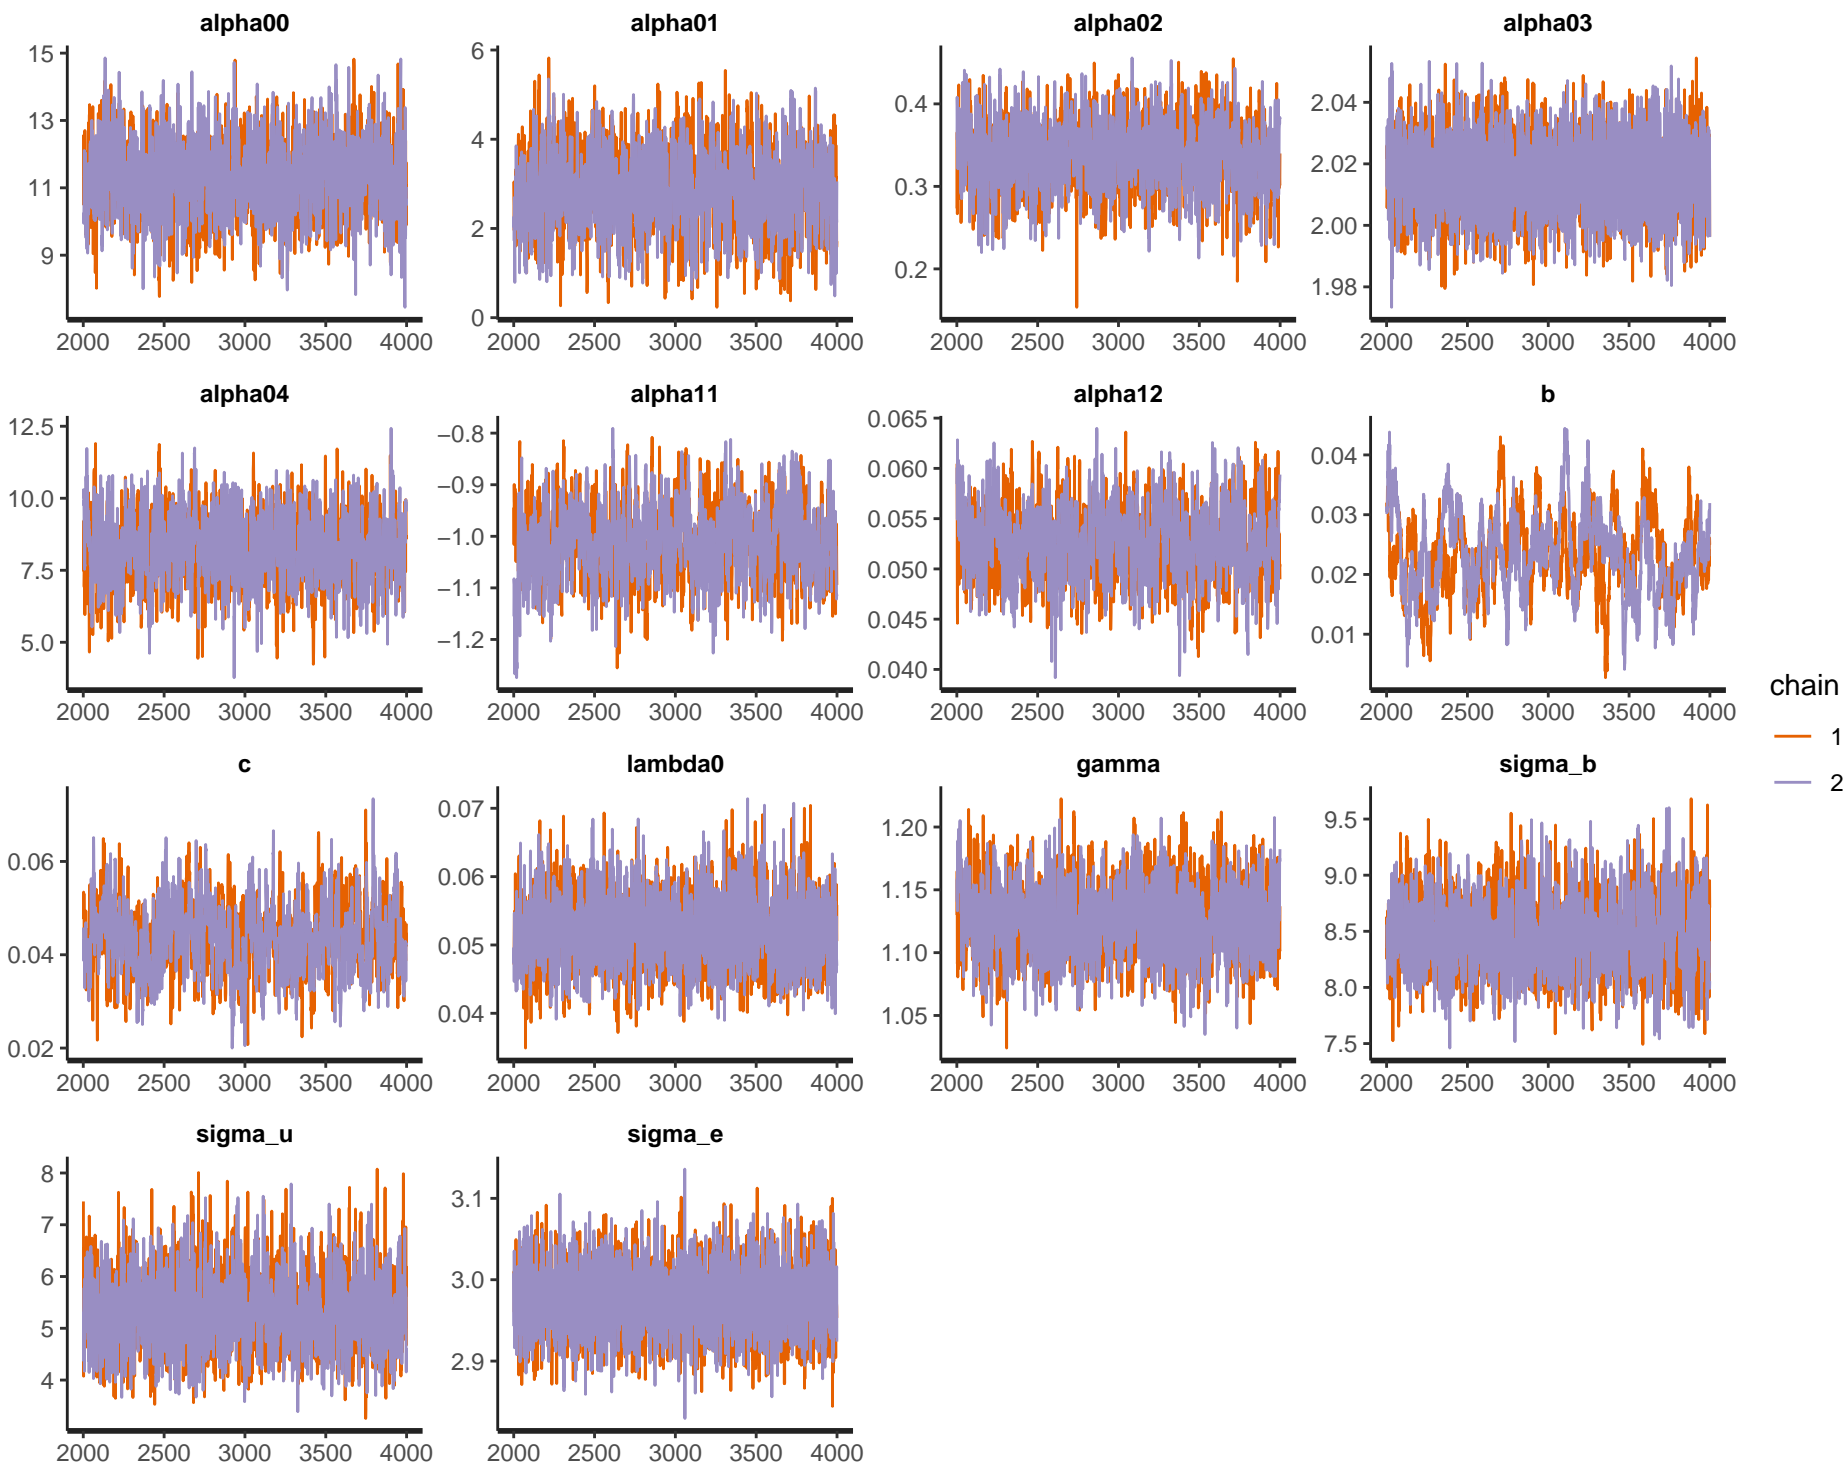 alpha00 alpha01 alpha02 alpha03
15 6
13 4 0.4 2.04
11 0.3 2.02
9 2 0.2 2.00
0 1.98
2000 2500 3000 3500 4000 2000 2500 3000 3500 4000 2000 2500 3000 3500 4000 2000 2500 3000 3500 4000
alpha04 alpha11 alpha12 b
12.5 −0.8 0.065
10.0 −0.9 0.060 0.04
7.5 −1.0 0.055 0.03
5.0 −1.1 0.050 0.02
−1.2 0.045 0.01
0.040
2000 2500 3000 3500 4000 2000 2500 3000 3500 4000 2000 2500 3000 3500 4000 2000 2500 3000 3500 4000
chain
1
2
c lambda0 gamma sigma_b
0.06 0.07 1.20 9.5
0.04 0.06 1.15 9.0
0.02 0.05 1.10 8.5
0.04 1.05 8.0
7.5
2000 2500 3000 3500 4000 2000 2500 3000 3500 4000 2000 2500 3000 3500 4000 2000 2500 3000 3500 4000
sigma_u sigma_e
8 3.1
7 3.0
6 2.9
5
4
2000 2500 3000 3500 4000 2000 2500 3000 3500 4000